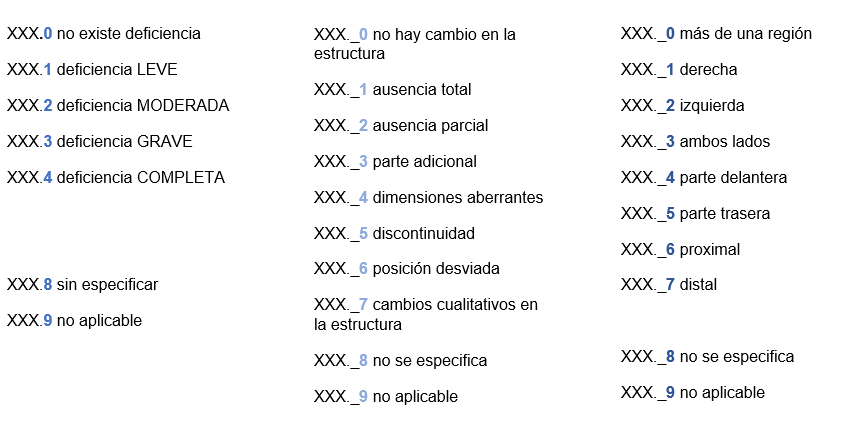 XXX.0 no existe deficiencia
XXX.1 deficiencia LEVE
XXX.2 deficiencia MODERADA
XXX.3 deficiencia GRAVE
XXX.4 deficiencia COMPLETA
XXX.8 sin especificar
XXX.9 no aplicable
XXX._0 no hay cambio en la
estructura
XXX._1 ausencia total
XXX._2 ausencia parcial
XXX._3 parte adicional
XXX._4 dimensiones aberrantes
XXX._5 discontinuidad
XXX._6 posición desviada
XXX._7 cambios cualitativos en
la estructura
XXX._8 no se especifica
XXX._9 no aplicable
XXX._0 más de una región
XXX._1 derecha
XXX._2 izquierda
XXX._3 ambos lados
XXX._4 parte delantera
XXX._5 parte trasera
XXX._6 proximal
XXX._7 distal
XXX._8 no se especifica
XXX._9 no aplicable